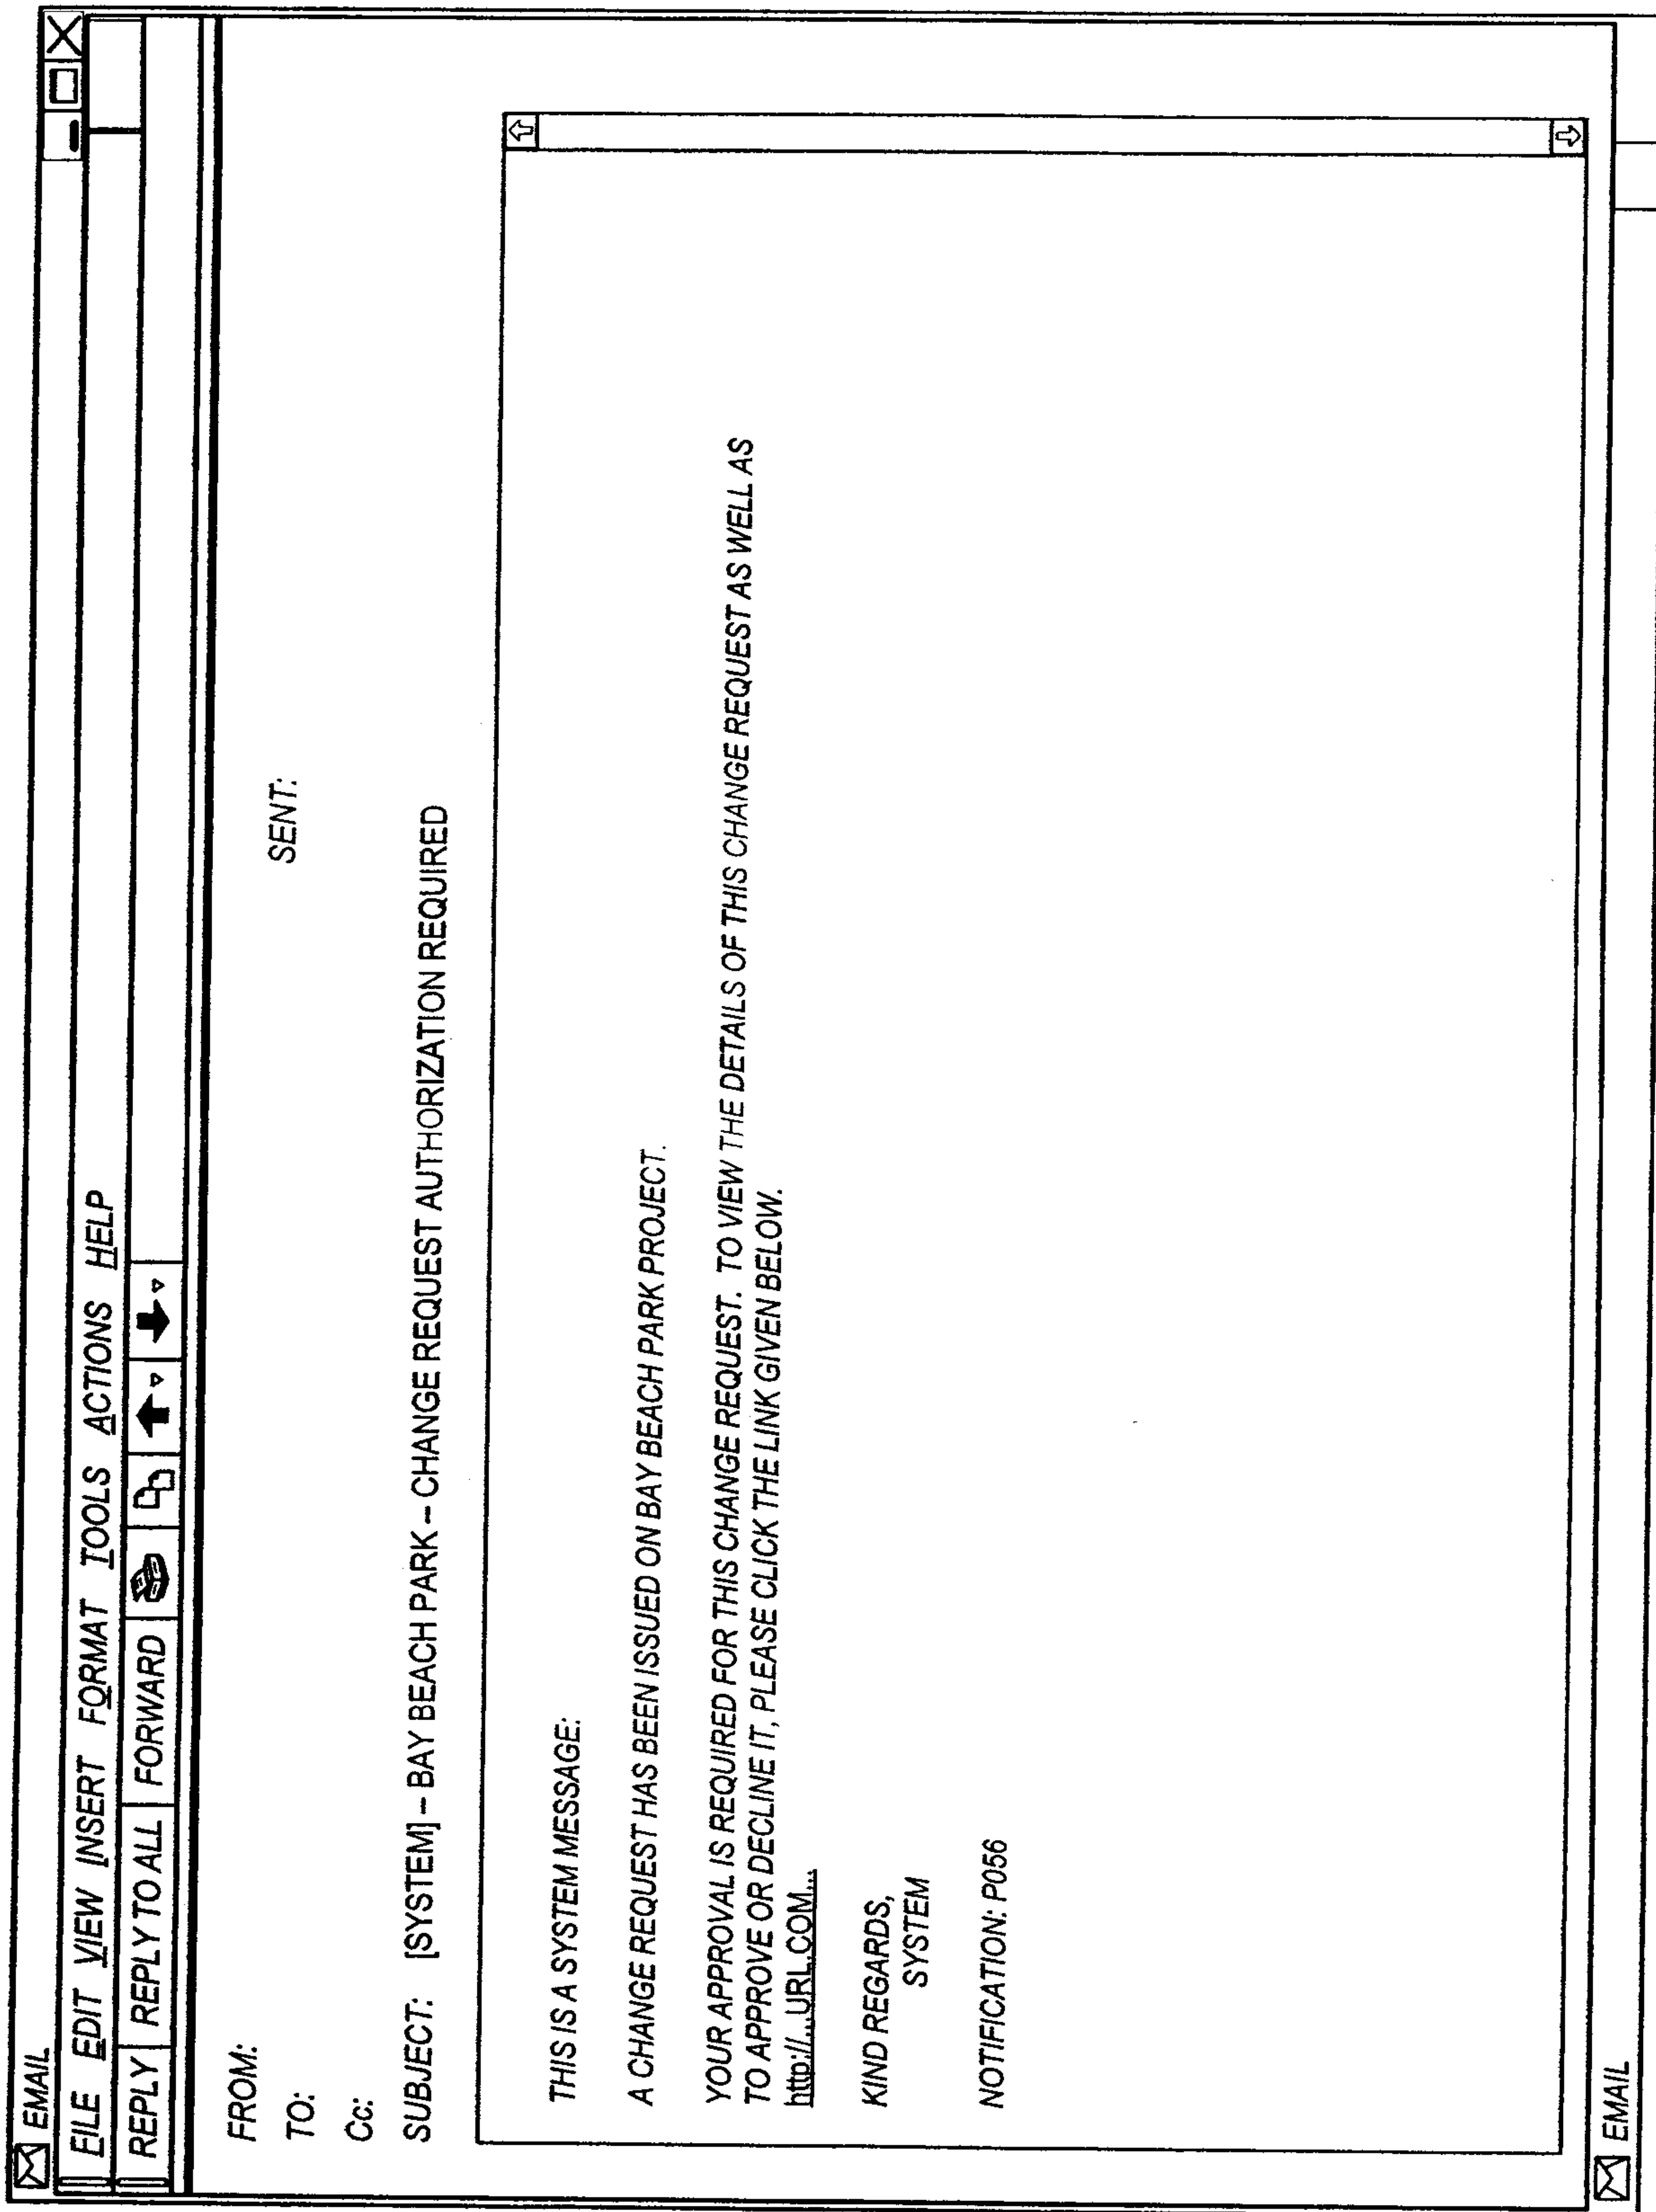 EMAIL
FILE EDIT VIEW INSERT FORMAT TOOLS ACTIONS HELP
REPLY REPLY TO ALL FORWARD
FROM:
SENT:
TO:
Cc:
SUBJECT: [SYSTEM] – BAY BEACH PARK – CHANGE REQUEST AUTHORIZATION REQUIRED
THIS IS A SYSTEM MESSAGE:
A CHANGE REQUEST HAS BEEN ISSUED ON BAY BEACH PARK PROJECT.
YOUR APPROVAL IS REQUIRED FOR THIS CHANGE REQUEST. TO VIEW THE DETAILS OF THIS CHANGE REQUEST AS WELL AS
TO APPROVE OR DECLINE IT, PLEASE CLICK THE LINK GIVEN BELOW.
http://...URL.COM...
KIND REGARDS,
SYSTEM
NOTIFICATION: P056
EMAIL